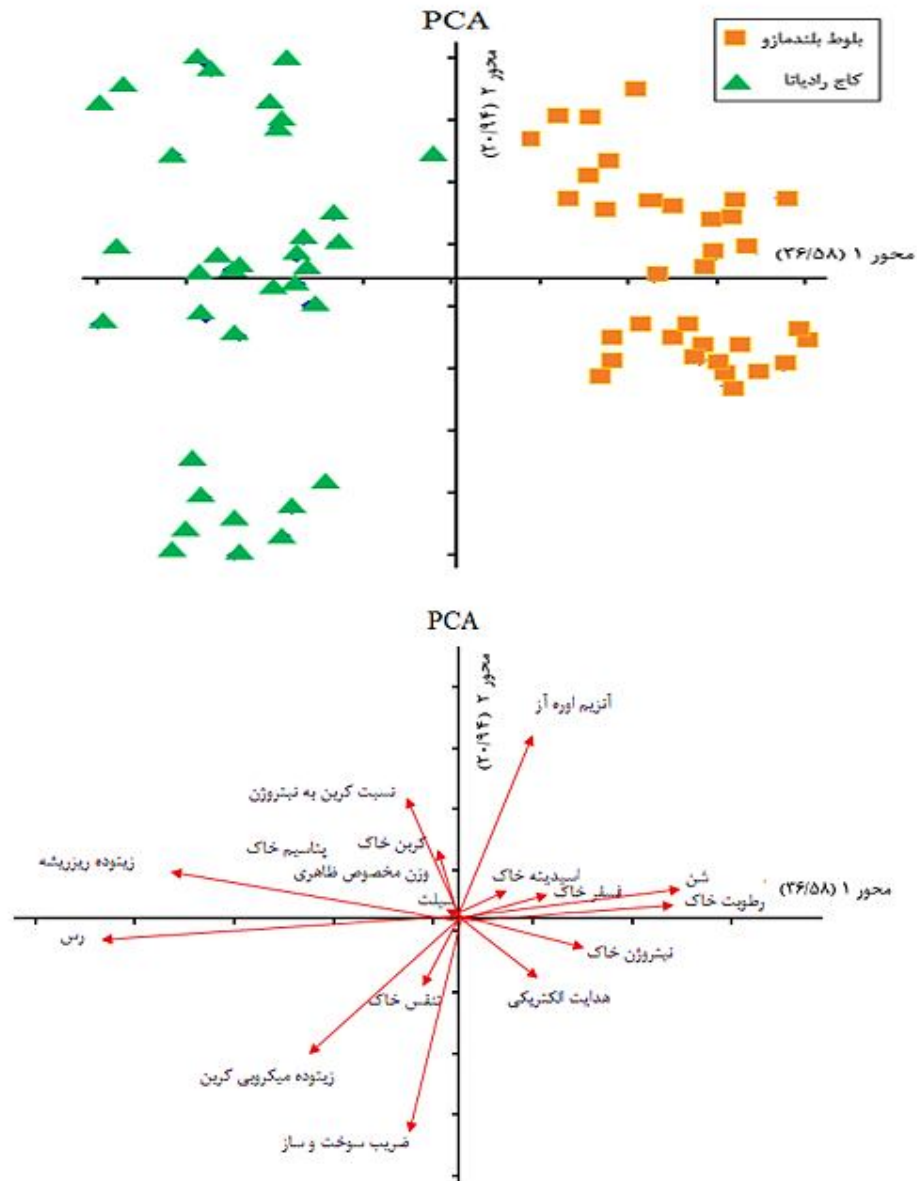 PCA
بلوط بلندمازو
کاج رادیاتا
محور ۲ (۲۰/۹۴)
محور ۱ (۳۶/۵۸)
PCA
محور ۲ (۲۰/۹۴)
آنزیم اوره آز
نسبت کربن به نیتروژن
کربن خاک
پتاسیم خاک
زیتوده ریزریشه
وزن مخصوص ظاهری
اسیدیته خاک
شن
محور ۱ (۳۶/۵۸)
فسفر خاک
سیلت
رطوبت خاک
رس
نیتروژن خاک
تنفس خاک
هدایت الکتریکی
زیتوده میکروبی کربن
ضریب سوخت و ساز